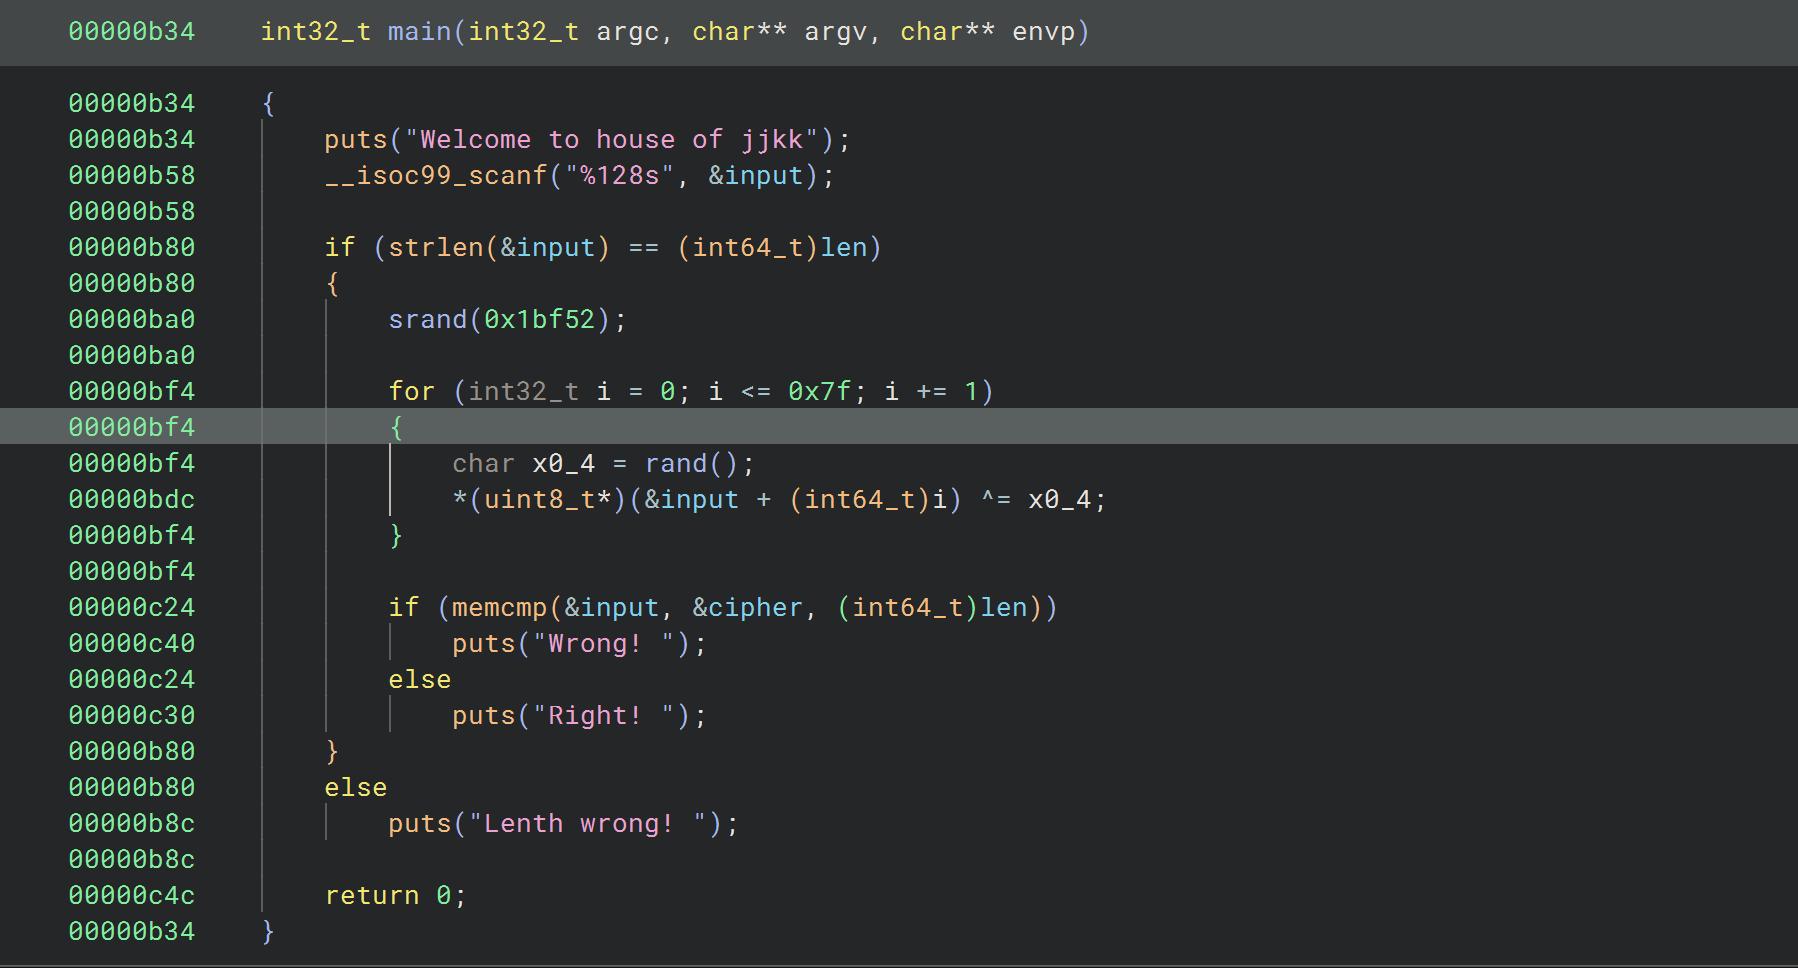 00000b34 int32_t main(int32_t argc, char** argv, char** envp)
00000b34 {
00000b34 puts("Welcome to house of jjkk");
00000b58 __isoc99_scanf("%128s", &input);
00000b58
00000b80 if (strlen(&input) == (int64_t)len)
00000b80 {
00000ba0 srand(0x1bf52);
00000ba0
00000bf4 for (int32_t i = 0; i <= 0x7f; i += 1)
00000bf4 {
00000bf4 char x0_4 = rand();
00000bdc *(uint8_t*)(&input + (int64_t)i) ^= x0_4;
00000bf4 }
00000bf4
00000c24 if (memcmp(&input, &cipher, (int64_t)len))
00000c40 puts("Wrong! ");
00000c24 else
00000c30 puts("Right! ");
00000b80 }
00000b80 else
00000b8c puts("Lenth wrong! ");
00000b8c
00000c4c return 0;
00000b34 }